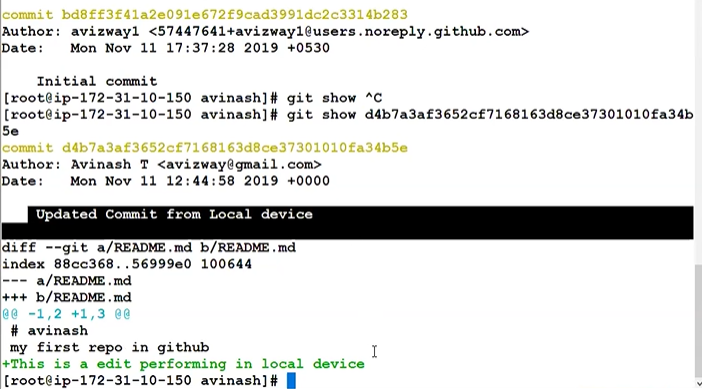 commit bd8ff3f41a2e091e672f9cad3991dc2c3314b283
Author: avizway1 <57447641+avizway1@users.noreply.github.com>
Date:   Mon Nov 11 17:37:28 2019 +0530
    Initial commit
[root@ip-172-31-10-150 avinash]# git show ^C
[root@ip-172-31-10-150 avinash]# git show d4b7a3af3652cf7168163d8ce37301010fa34b
5e
commit d4b7a3af3652cf7168163d8ce37301010fa34b5e
Author: Avinash T <avizway@gmail.com>
Date:   Mon Nov 11 12:44:58 2019 +0000
    Updated Commit from Local device
diff --git a/README.md b/README.md
index 88cc368..56999e0 100644
--- a/README.md
+++ b/README.md
@@ -1,2 +1,3 @@
 # avinash
 my first repo in github
+This is a edit performing in local device
[root@ip-172-31-10-150 avinash]#